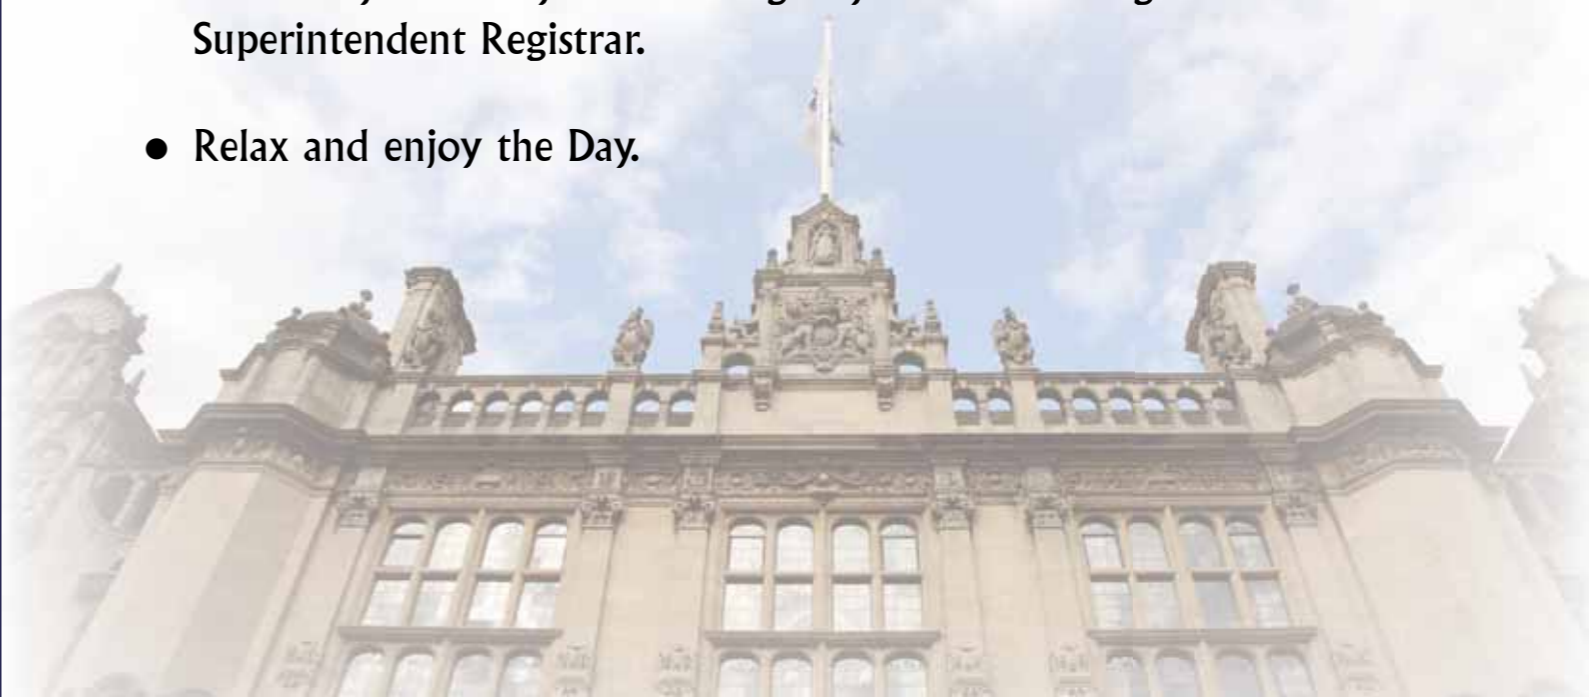 Superintendent Registrar.
● Relax and enjoy the Day.